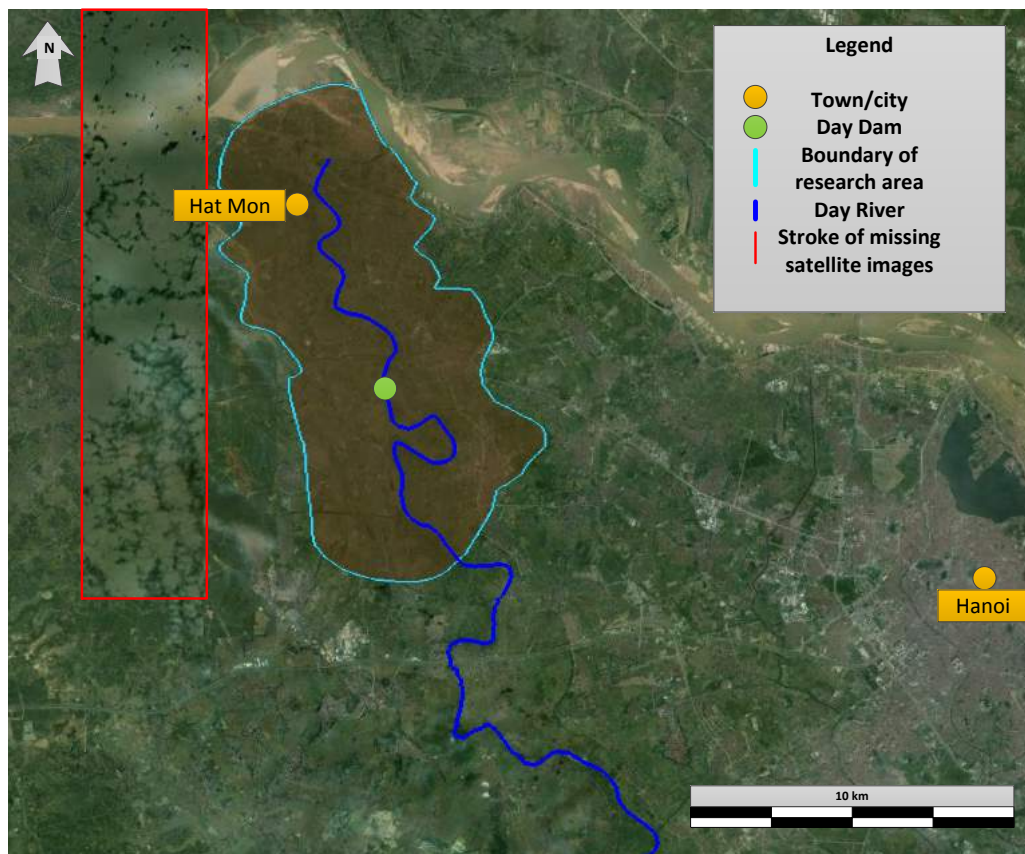 N
Legend
Town/city
Day Dam
Boundary of
research area
Day River
Stroke of missing
satellite images
Hat Mon
Hanoi
10 km